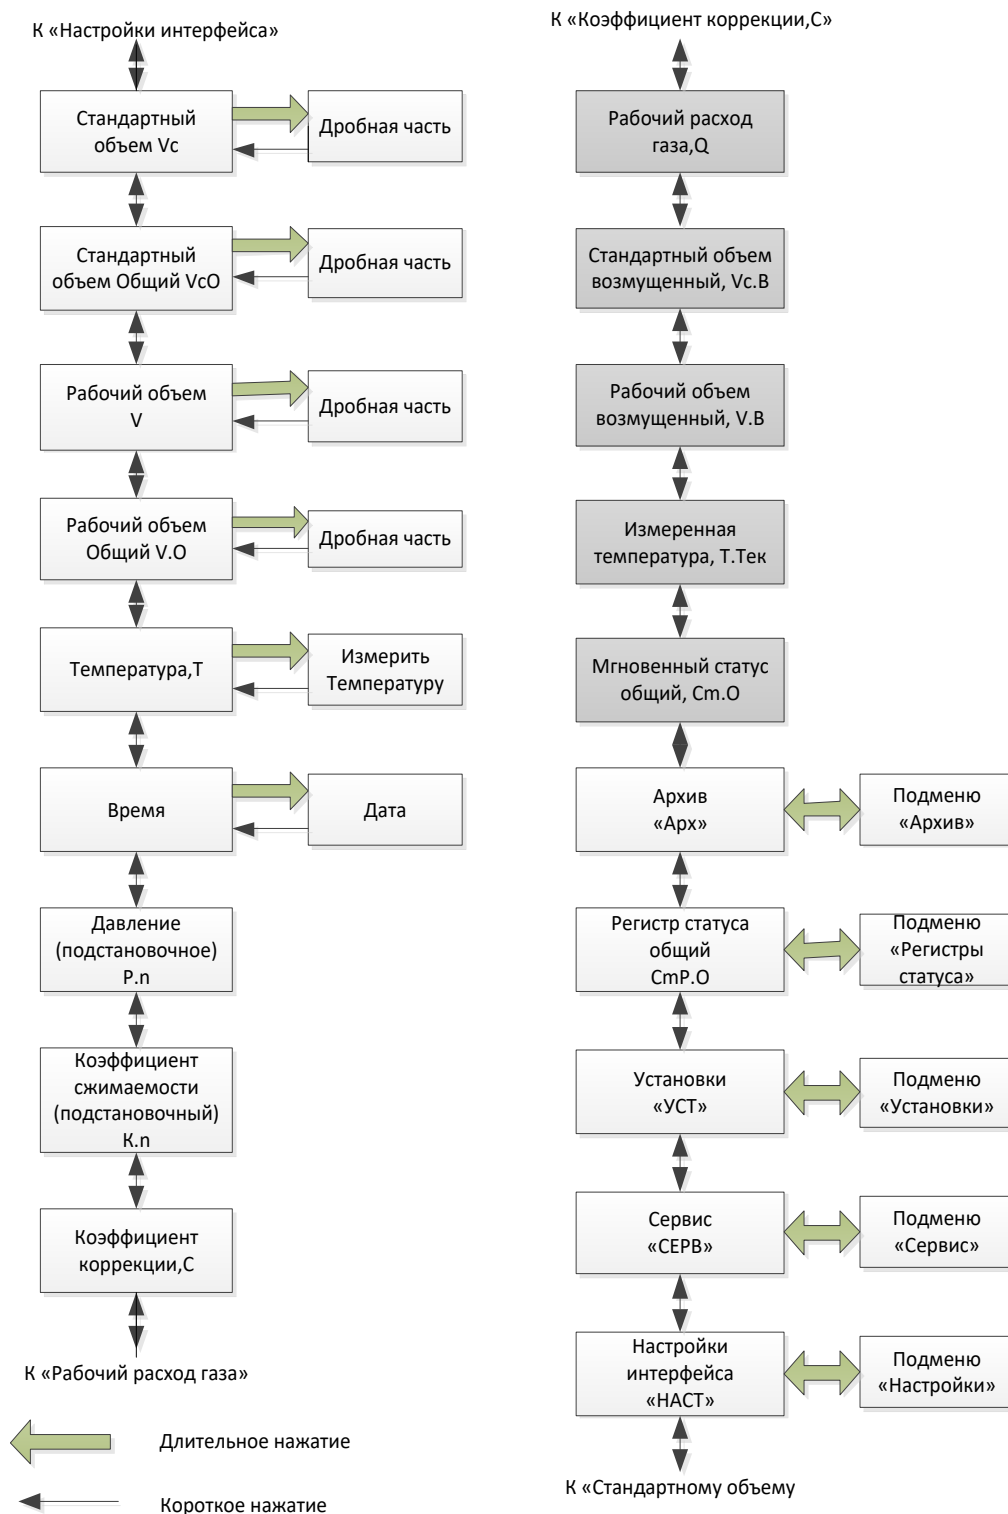 К «Настройки интерфейса»
Стандартный
объем Vc
Дробная часть
Стандартный
объем Общий VcO
Дробная часть
Рабочий объем
V
Дробная часть
Рабочий объем
Общий V.O
Дробная часть
Температура,Т
Измерить
Температуру
Время
Дата
Давление
(подстановочное)
P.п
Коэффициент
сжимаемости
(подстановочный)
К.п
Коэффициент
коррекции,С
К «Рабочий расход газа»
Длительное нажатие
Короткое нажатие
К «Коэффициент коррекции,С»
Рабочий расход
газа,Q
Стандартный объем
возмущенный, Vc.B
Рабочий объем
возмущенный, V.B
Измеренная
температура, Т.Тек
Мгновенный статус
общий, Cm.O
Архив
«Арх»
Подменю
«Архив»
Регистр статуса
общий
CmP.O
Подменю
«Регистры
статуса»
Установки
«УСТ»
Подменю
«Установки»
Сервис
«СЕРВ»
Подменю
«Сервис»
Настройки
интерфейса
«НАСТ»
Подменю
«Настройки»
К «Стандартному объему